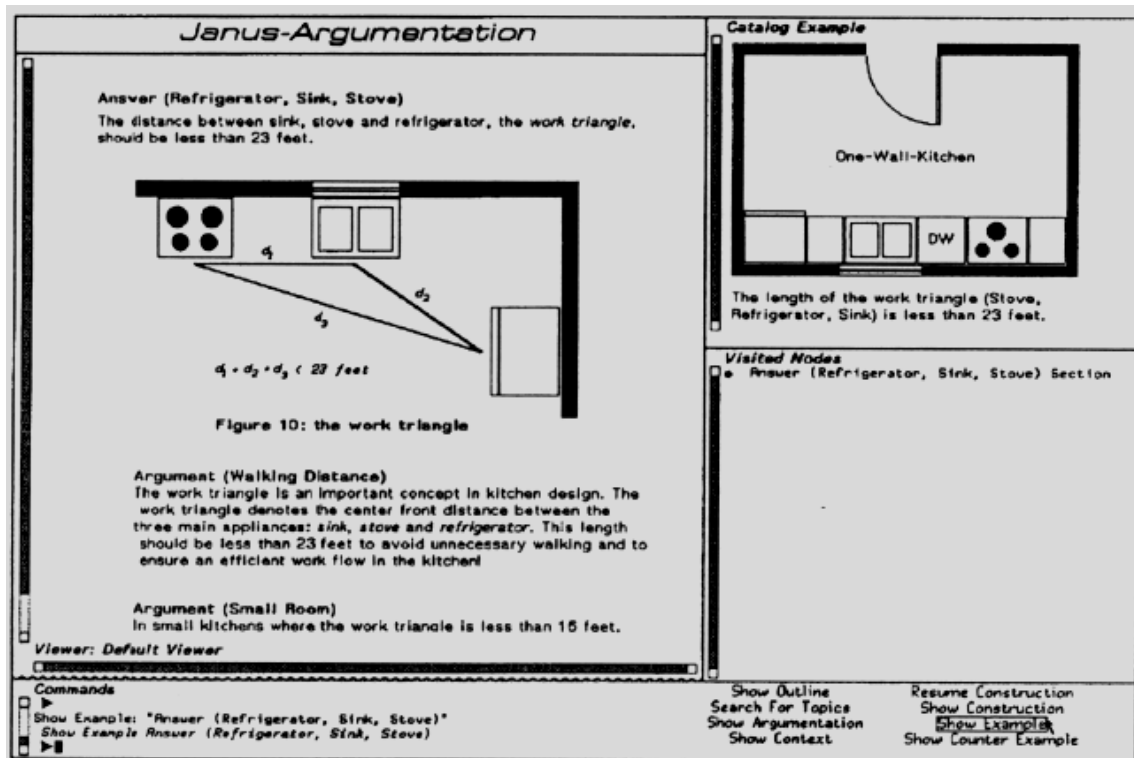 Janus-Argumentation
Answer (Refrigerator, Sink, Stove)
The distance between sink, stove and refrigerator, the work triangle,
should be less than 23 feet.
d1
d2
d3
d1 + d2 + d3 < 23 feet
Figure 10: the work triangle
Argument (Walking Distance)
The work triangle is an important concept in kitchen design. The
work triangle denotes the center front distance between the
three main appliances: sink, stove and refrigerator. This length
should be less than 23 feet to avoid unnecessary walking and to
ensure an efficient work flow in the kitchen!
Argument (Small Room)
In small kitchens where the work triangle is less than 15 feet.
Viewer: Default Viewer
Catalog Example
One-Wall-Kitchen
DW
The length of the work triangle (Stove,
Refrigerator, Sink) is less than 23 feet.
Visited Nodes
Answer (Refrigerator, Sink, Stove) Section
Commands
Show Example: "Answer (Refrigerator, Sink, Stove)"
Show Example Answer (Refrigerator, Sink, Stove)
Show Outline
Search For Topics
Show Argumentation
Show Context
Resume Construction
Show Construction
Show Example
Show Counter Example